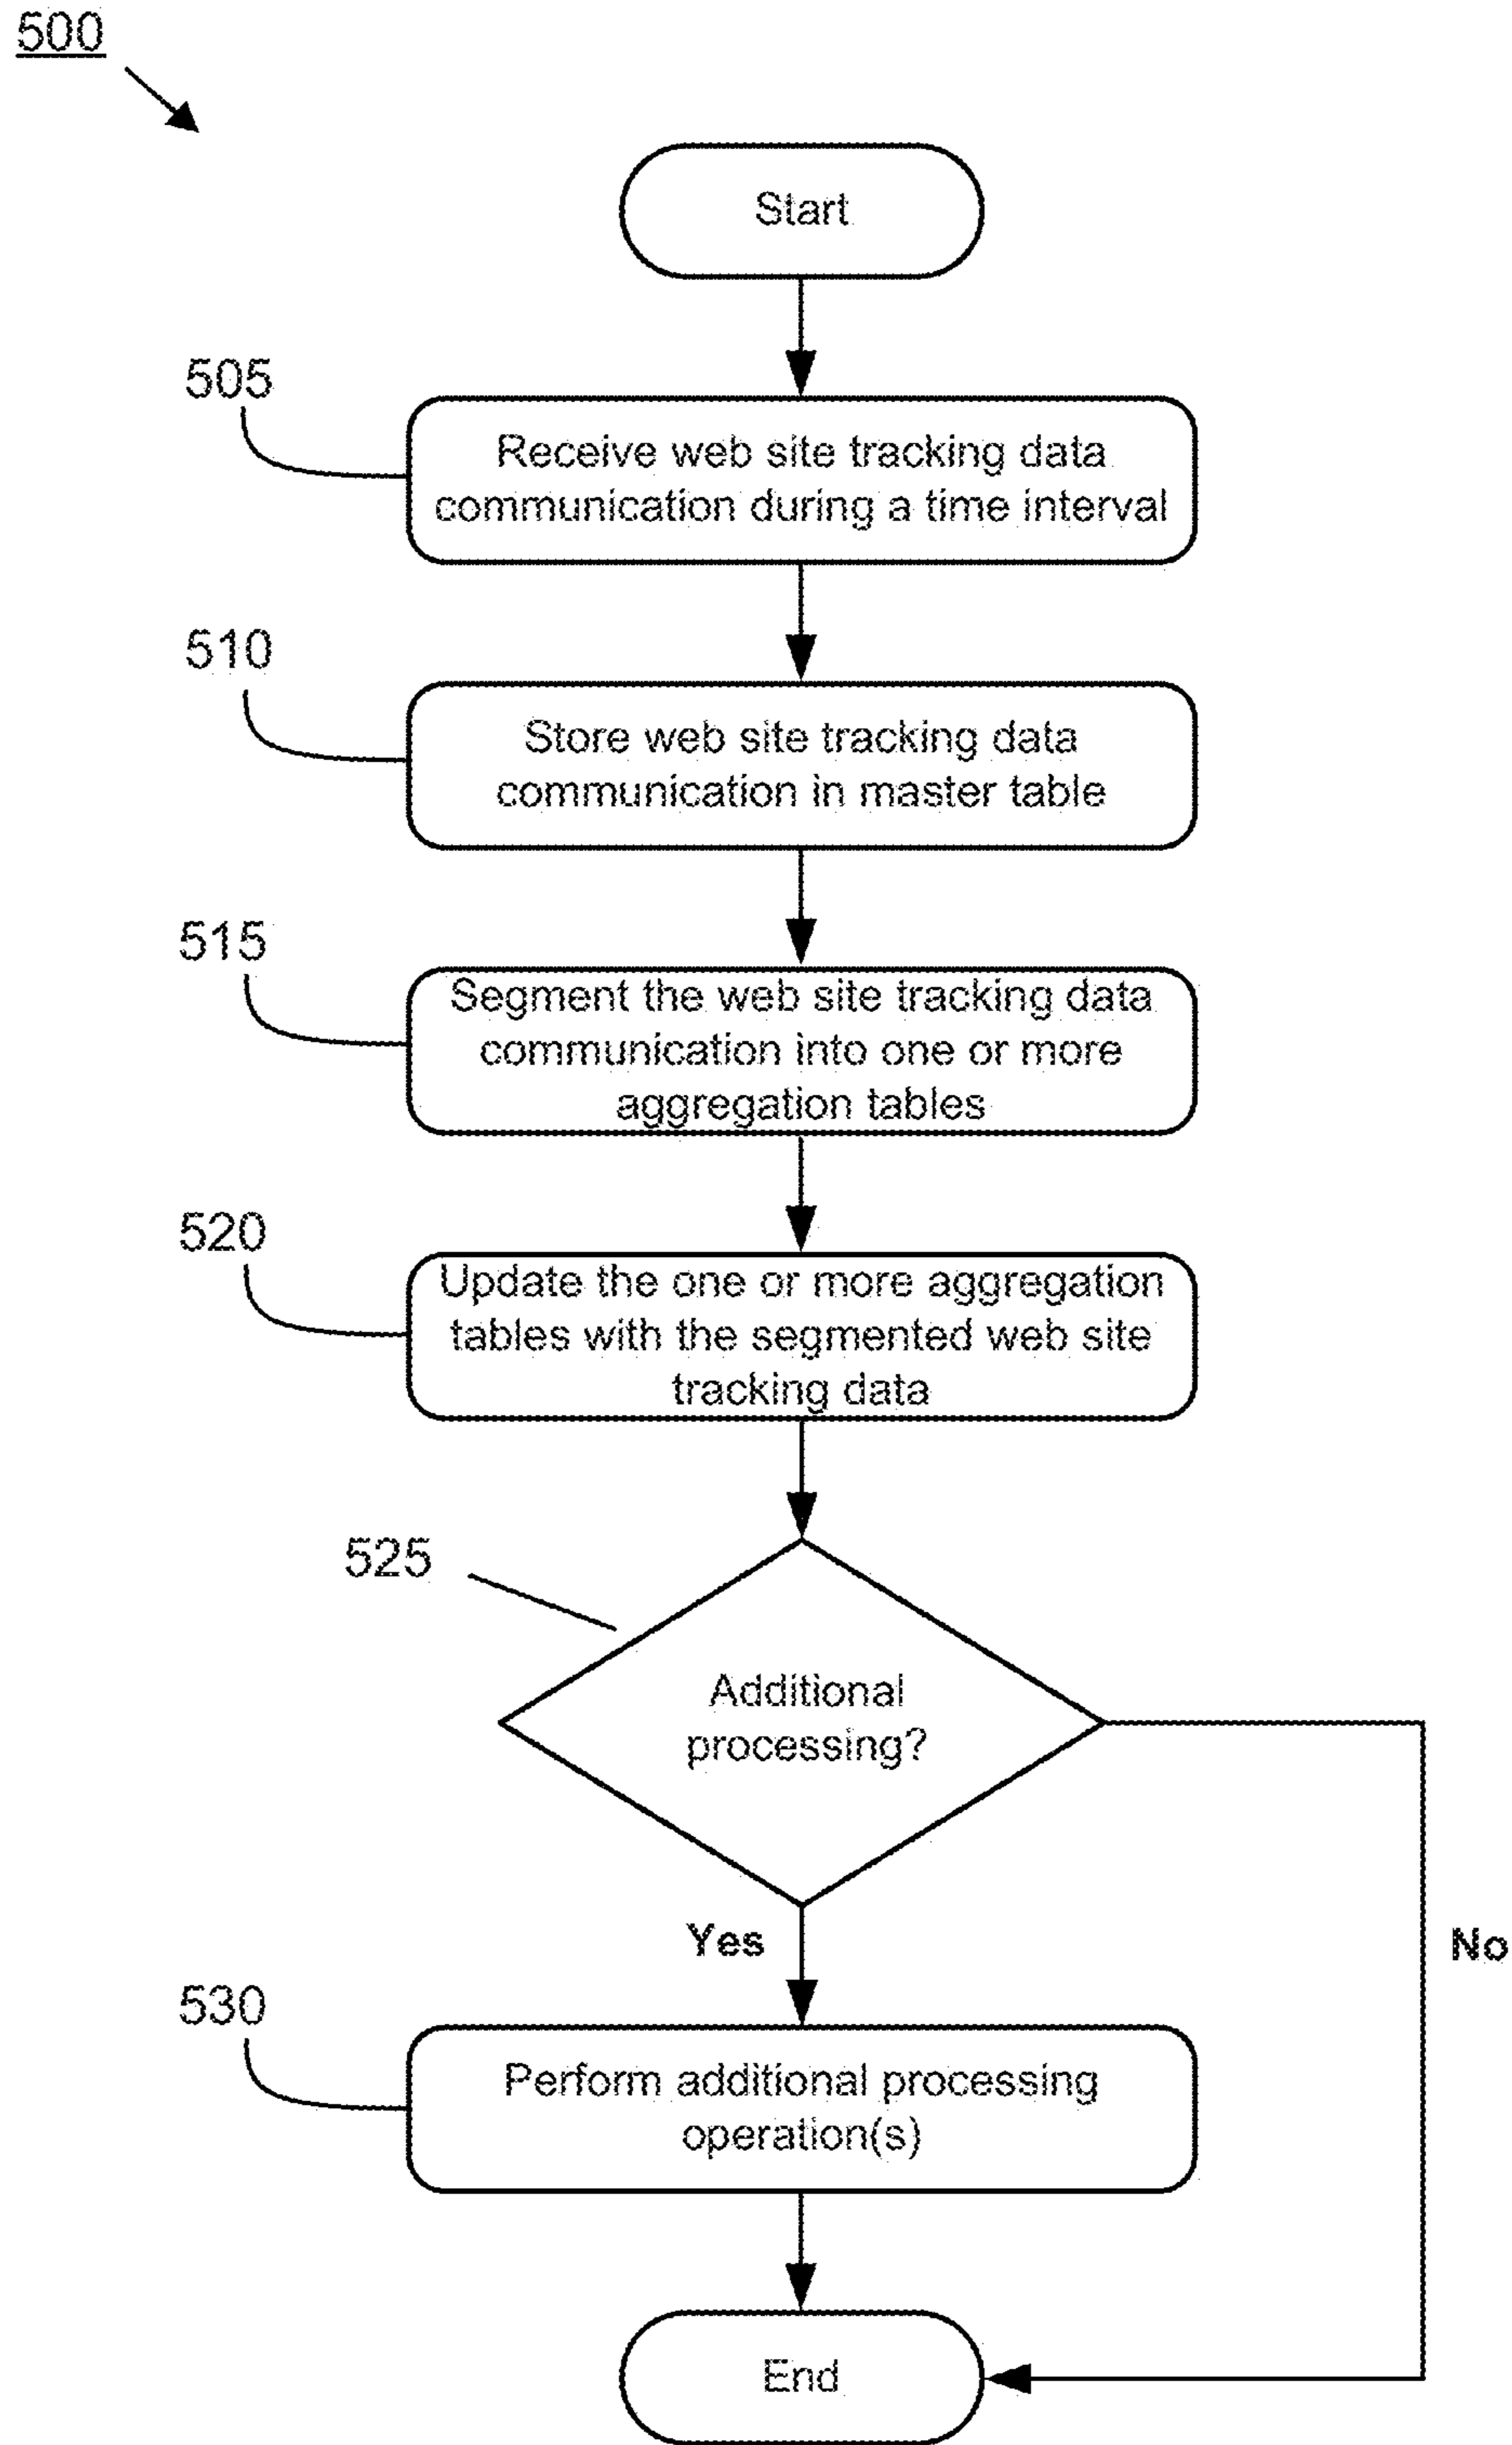 500
Start
505
Receive web site tracking data
communication during a time interval
510
Store web site tracking data
communication in master table
515
Segment the web site tracking data
communication into one or more
aggregation tables
520
Update the one or more aggregation
tables with the segmented web site
tracking data
525
Additional
processing?
Yes
No
530
Perform additional processing
operation(s)
End